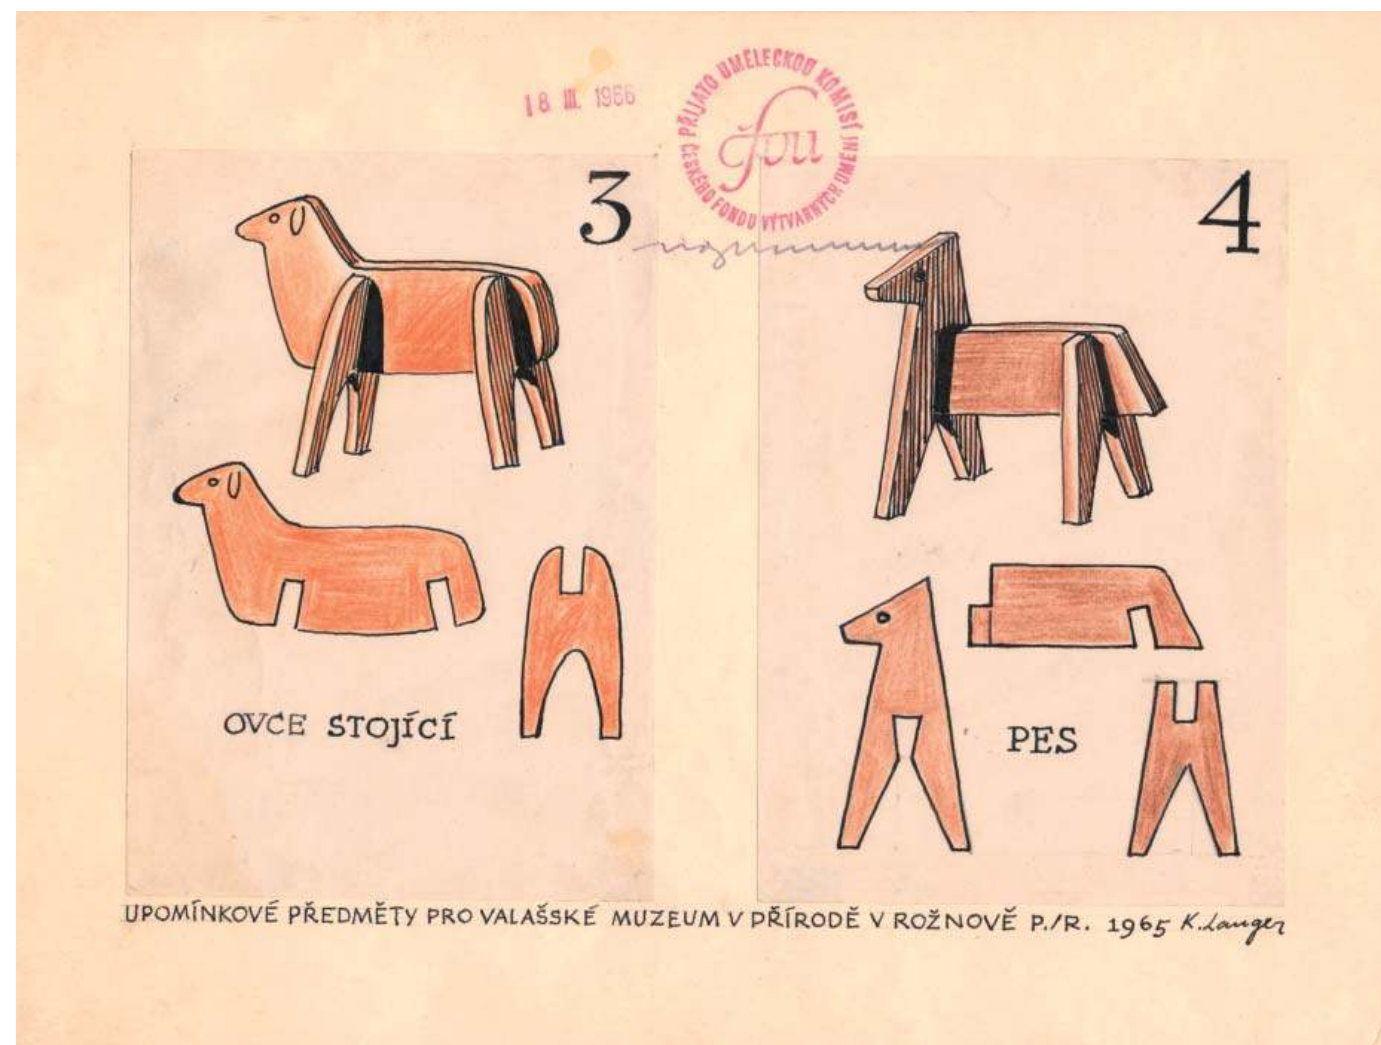 18 III. 1966
PŘIJATO UMĚLECKOU KOMISÍ
ČESKÉHO FONDU VÝTVARNÝCH UMĚNÍ
čfvu
3
4
OVCE STOJÍCÍ
PES
UPOMÍNKOVÉ PŘEDMĚTY PRO VALAŠSKÉ MUZEUM V PŘÍRODĚ V ROŽNOVĚ P./R. 1965 K. Langer